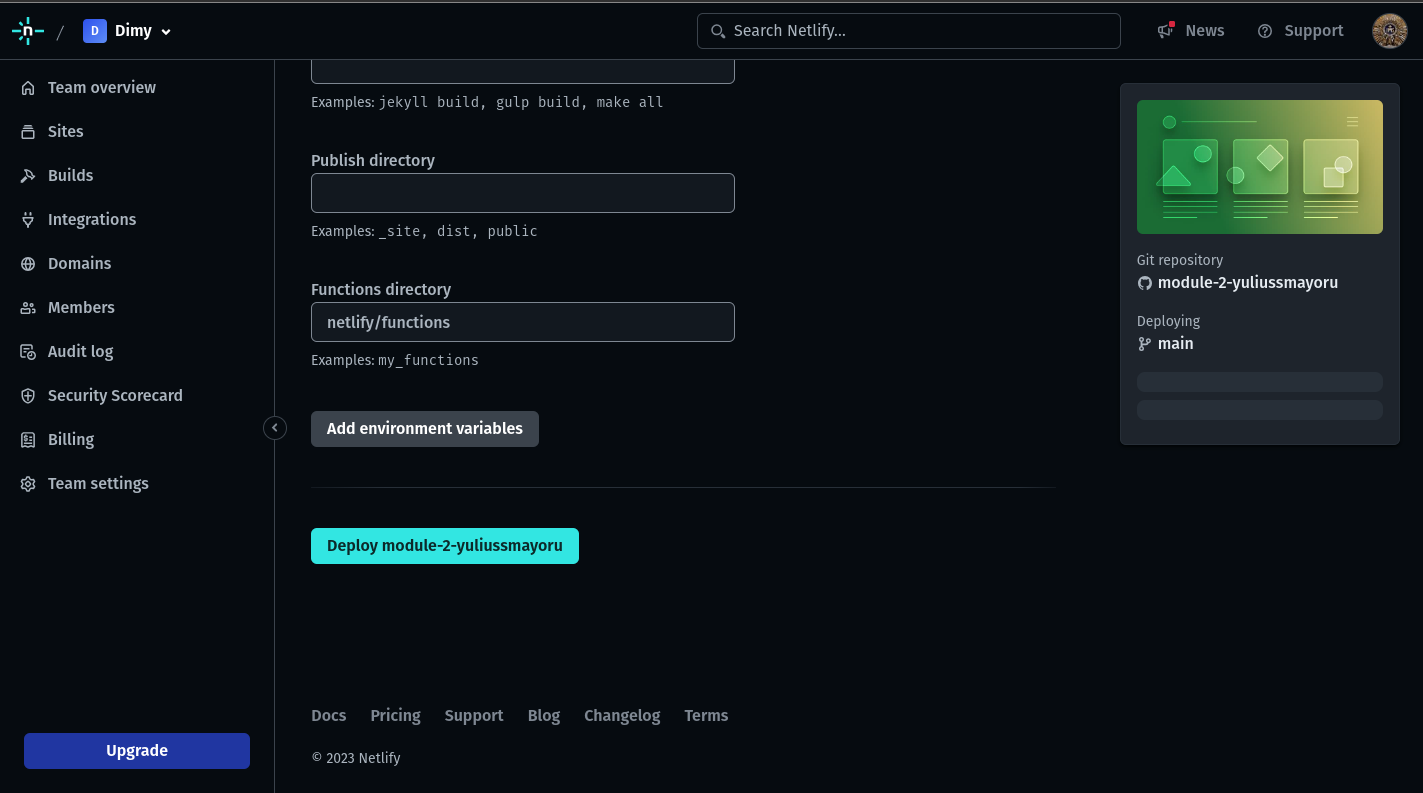 n / D Dimy
Search Netlify...
News
Support
Team overview
Sites
Builds
Integrations
Domains
Members
Audit log
Security Scorecard
Billing
Team settings
Upgrade
Examples: jekyll build, gulp build, make all
Publish directory
Examples: _site, dist, public
Functions directory
netlify/functions
Examples: my_functions
Add environment variables
Deploy module-2-yuliussmayoru
Git repository
module-2-yuliussmayoru
Deploying
main
Docs Pricing Support Blog Changelog Terms
© 2023 Netlify